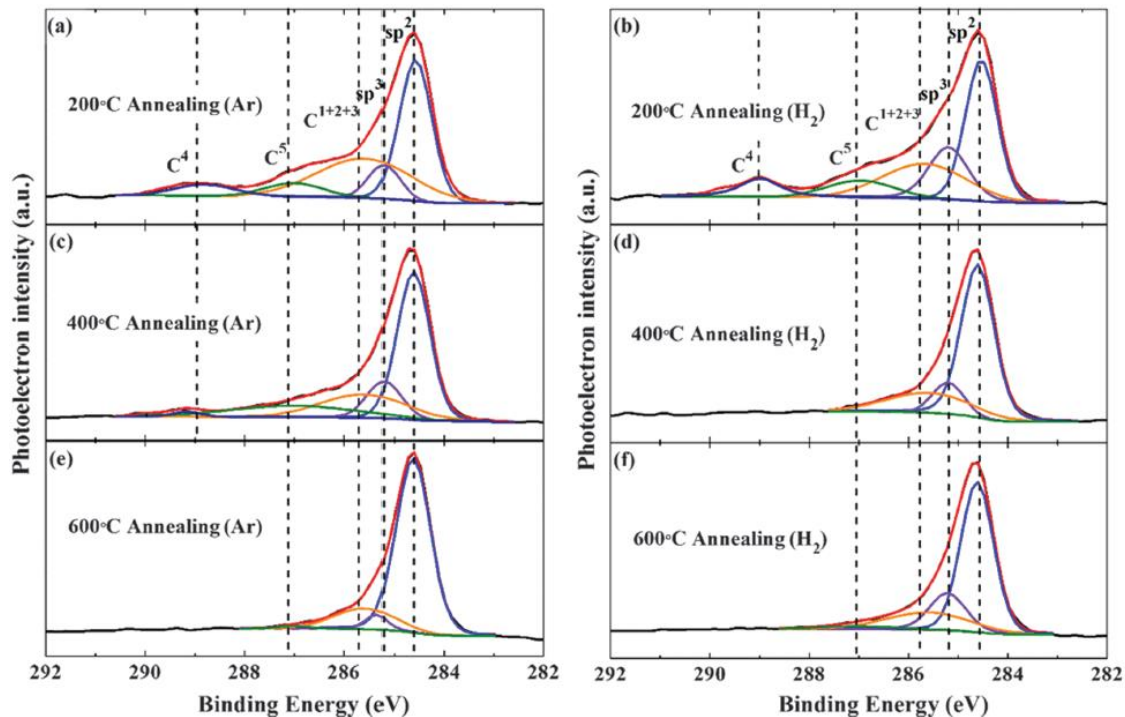 (a)
sp²
200°C Annealing (Ar)
sp³
C¹⁺²⁺³
C⁵
C⁴
(c)
400°C Annealing (Ar)
(e)
600°C Annealing (Ar)
Photoelectron intensity (a.u.)
292 290 288 286 284 282
Binding Energy (eV)
(b)
sp²
200°C Annealing (H₂)
sp³
C¹⁺²⁺³
C⁵
C⁴
(d)
400°C Annealing (H₂)
(f)
600°C Annealing (H₂)
Photoelectron intensity (a.u.)
292 290 288 286 284 282
Binding Energy (eV)